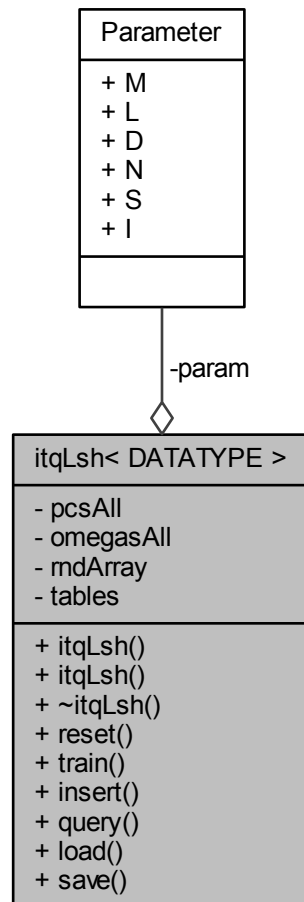 Parameter
+ M
+ L
+ D
+ N
+ S
+ I
-param
itqLsh< DATATYPE >
- pcsAll
- omegasAll
- rndArray
- tables
+ itqLsh()
+ itqLsh()
+ ~itqLsh()
+ reset()
+ train()
+ insert()
+ query()
+ load()
+ save()